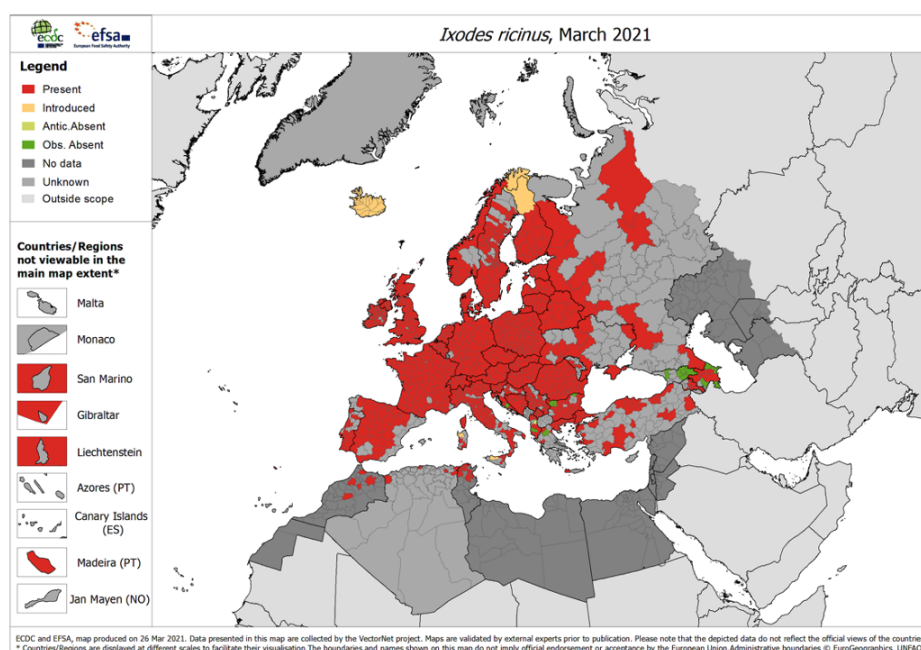 ecdc
efsa
European Food Safety Authority
Ixodes ricinus, March 2021
Legend
Present
Introduced
Antic.Absent
Obs. Absent
No data
Unknown
Outside scope
Countries/Regions
not viewable in the
main map extent*
Malta
Monaco
San Marino
Gibraltar
Liechtenstein
Azores (PT)
Canary Islands
(ES)
Madeira (PT)
Jan Mayen (NO)
ECDC and EFSA, map produced on 26 Mar 2021. Data presented in this map are collected by the VectorNet project. Maps are validated by external experts prior to publication. Please note that the depicted data do not reflect the official views of the countrie
* Countries/Regions are displayed at different scales to facilitate their visualisation. The boundaries and names shown on this map do not imply official endorsement or acceptance by the European Union. Administrative boundaries © EuroGeographics, UNFAO